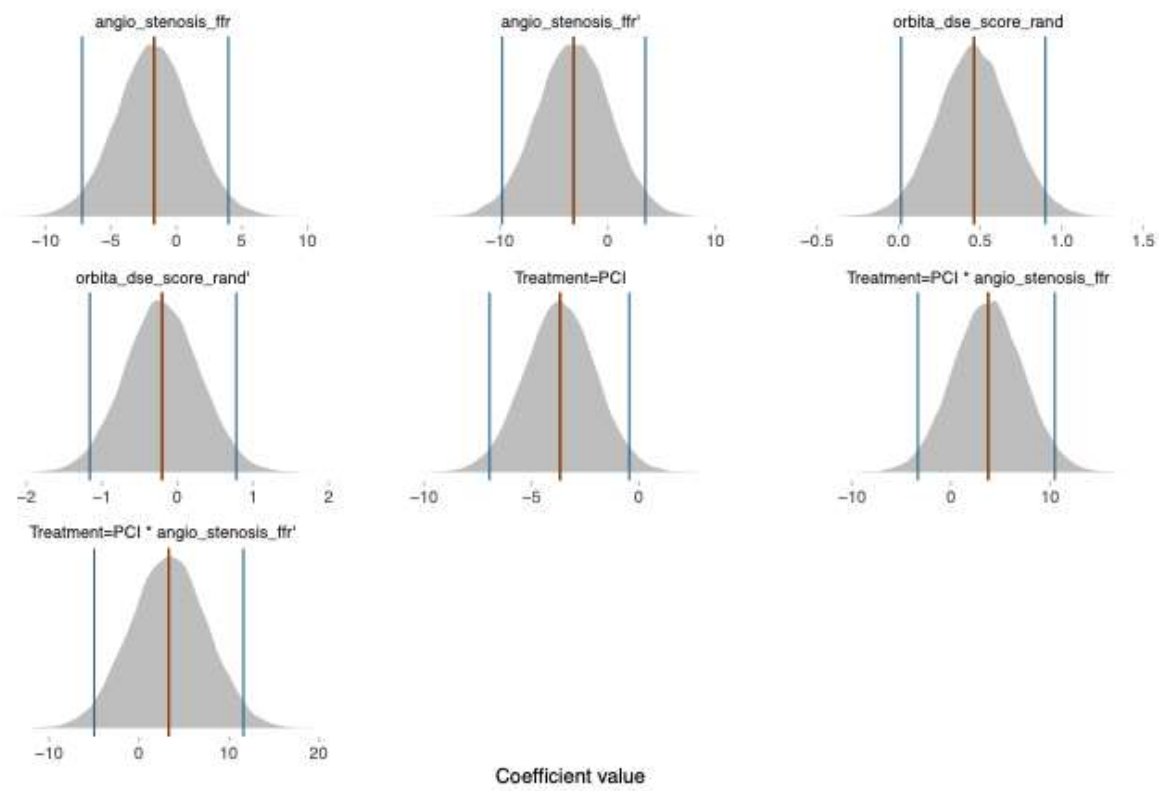 angio_stenosis_ffr angio_stenosis_ffr' orbita_dse_score_rand
−10 −5 0 5 10 −10 0 10 −0.5 0.0 0.5 1.0 1.5
orbita_dse_score_rand' Treatment=PCI Treatment=PCI * angio_stenosis_ffr
−2 −1 0 1 2 −10 −5 0 −10 0 10
Treatment=PCI * angio_stenosis_ffr'
−10 0 10 20
Coefficient value